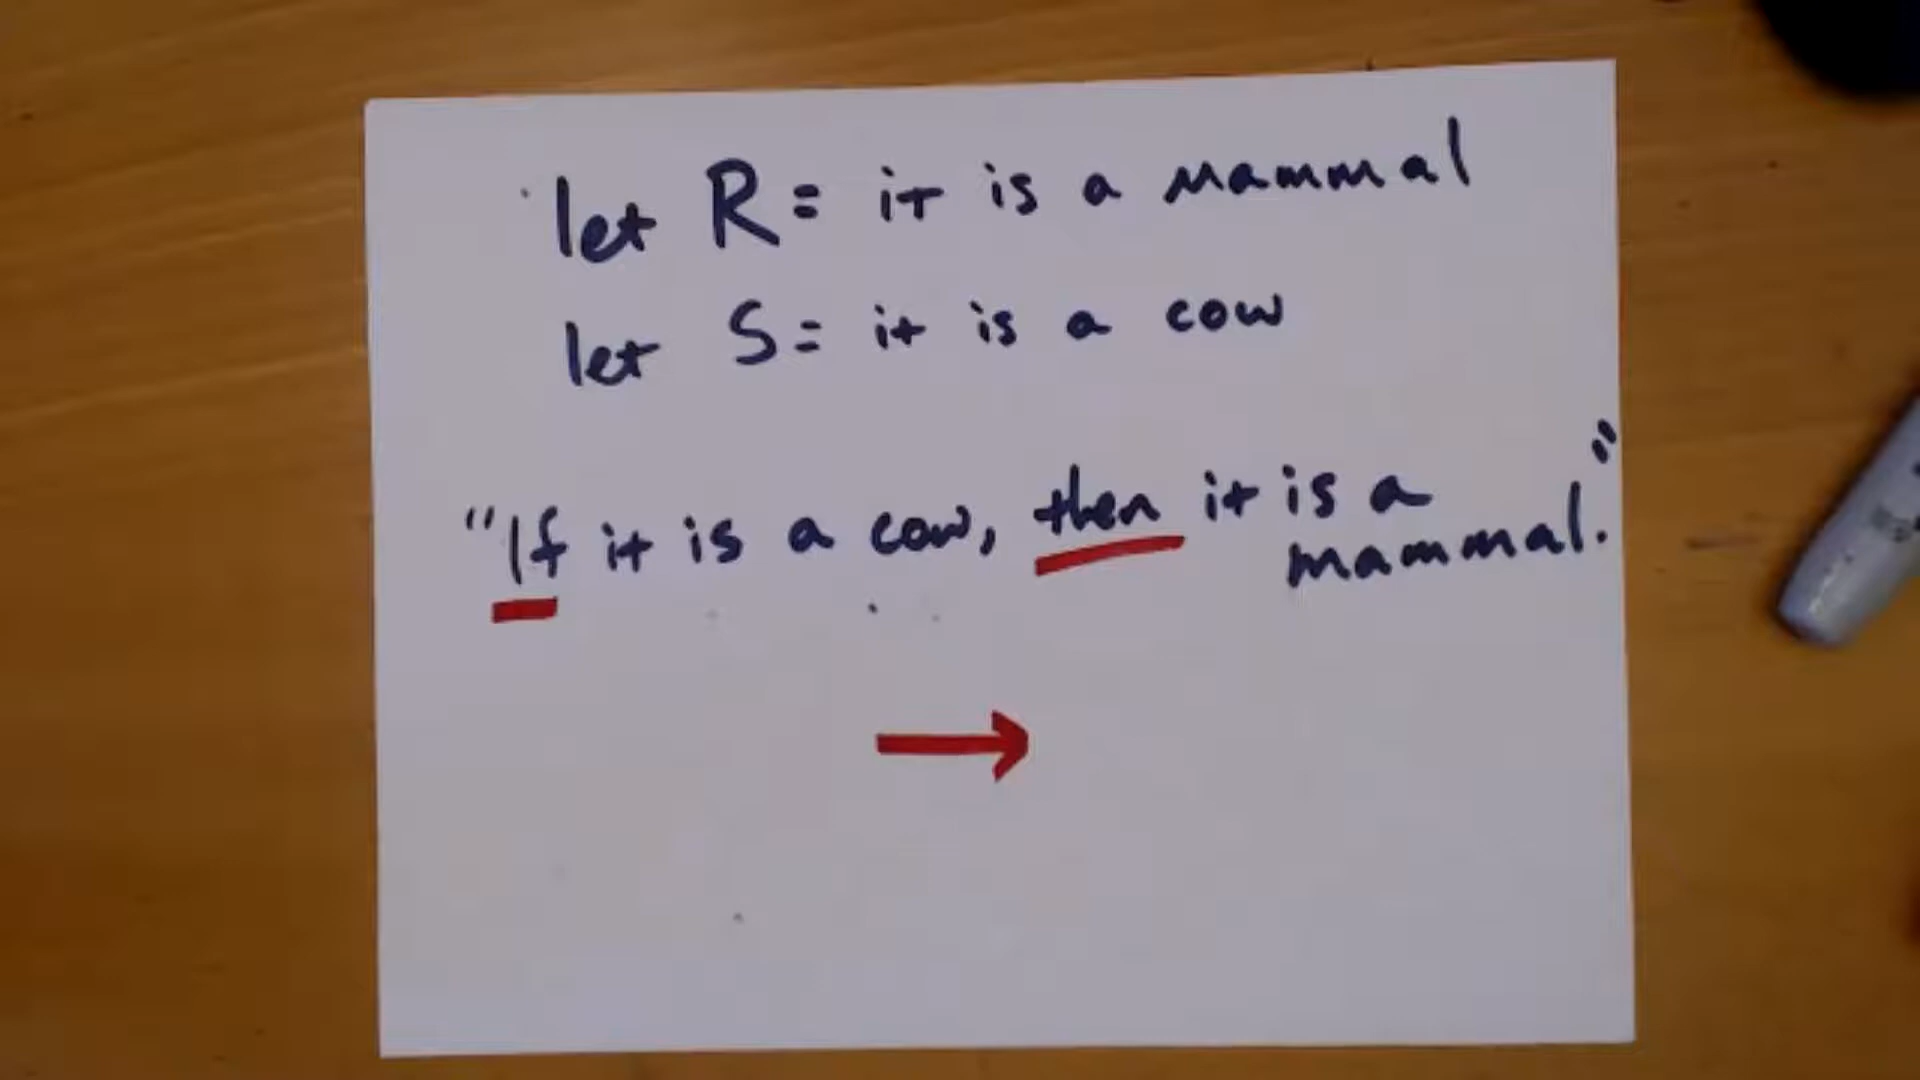 let R = it is a mammal
let S = it is a cow
"If it is a cow, then it is a
mammal."
→